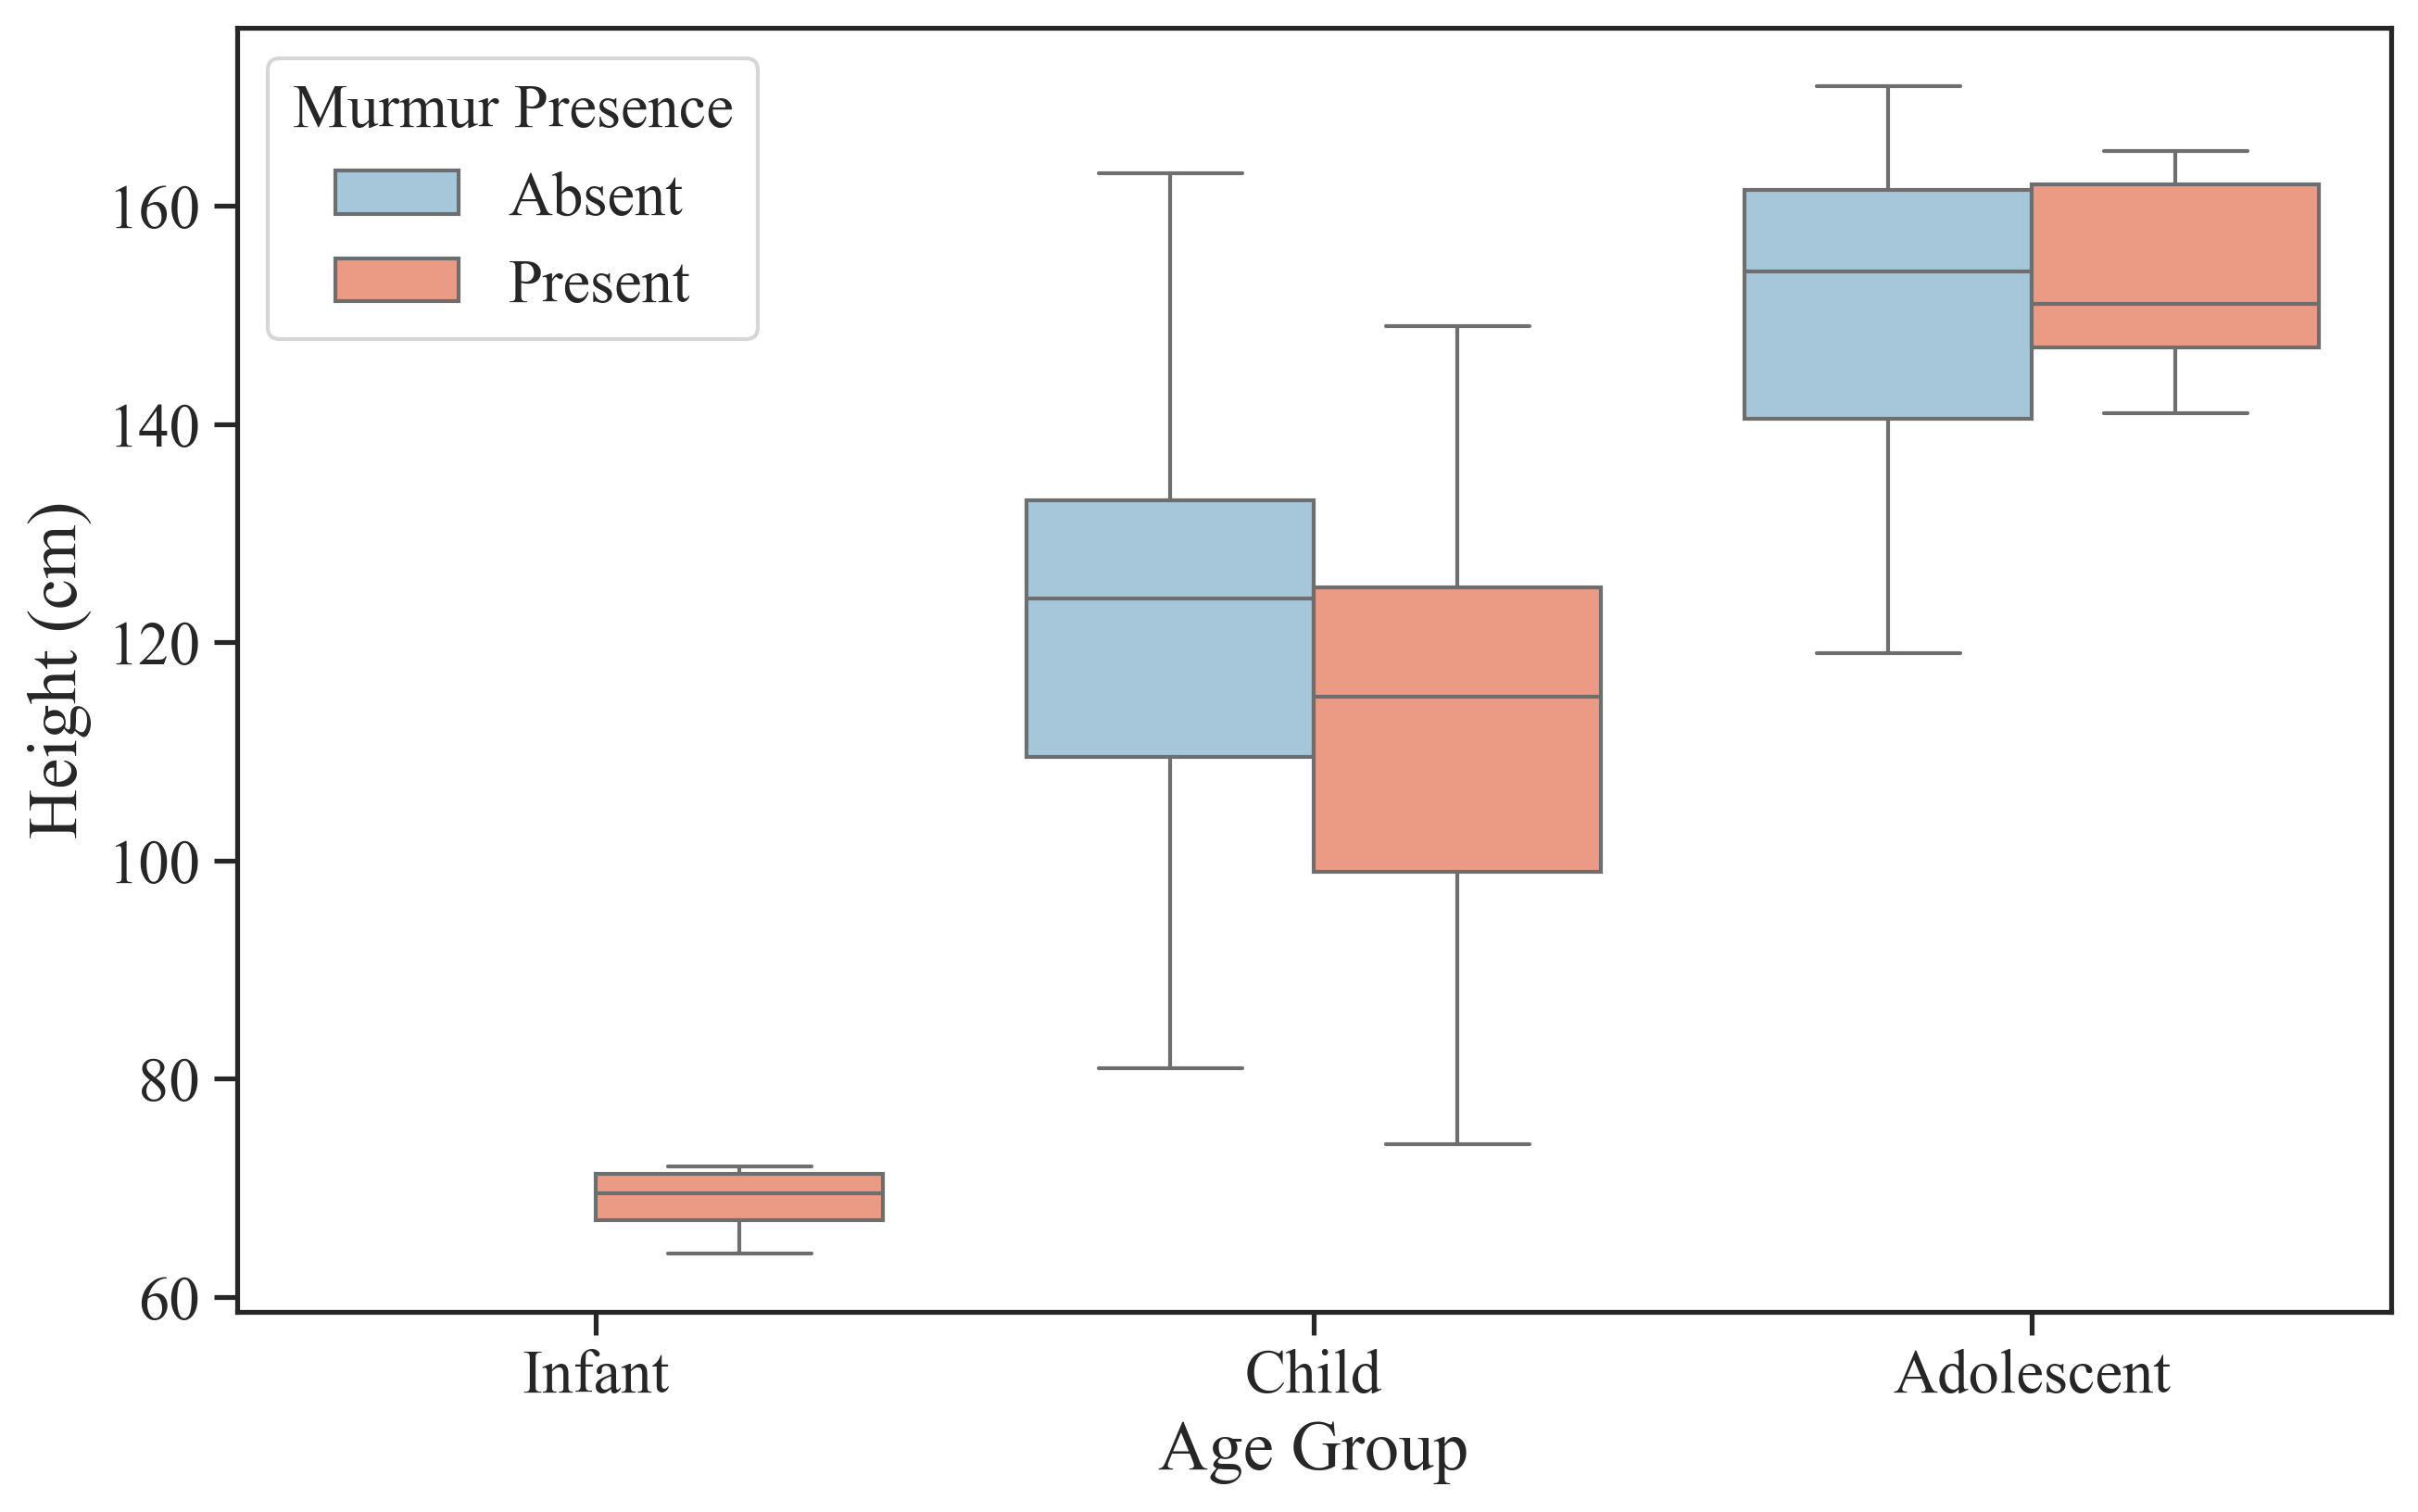 Murmur Presence
Absent
Present
160
140
120
100
80
60
Height (cm)
Infant
Child
Adolescent
Age Group